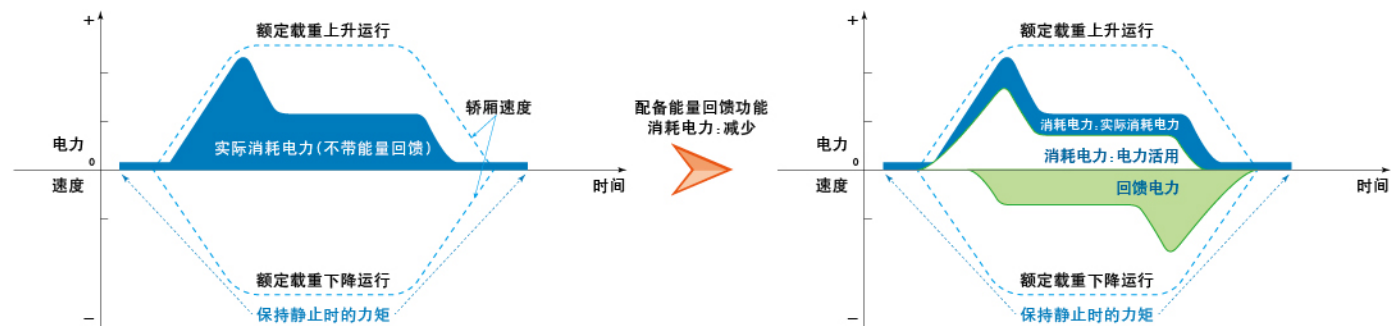 +
额定载重上升运行
轿厢速度
实际消耗电力(不带能量回馈)
电力
0
速度
时间
额定载重下降运行
保持静止时的力矩
−
配备能量回馈功能
消耗电力:减少
+
额定载重上升运行
消耗电力:实际消耗电力
消耗电力:电力活用
电力
0
速度
回馈电力
时间
额定载重下降运行
保持静止时的力矩
−